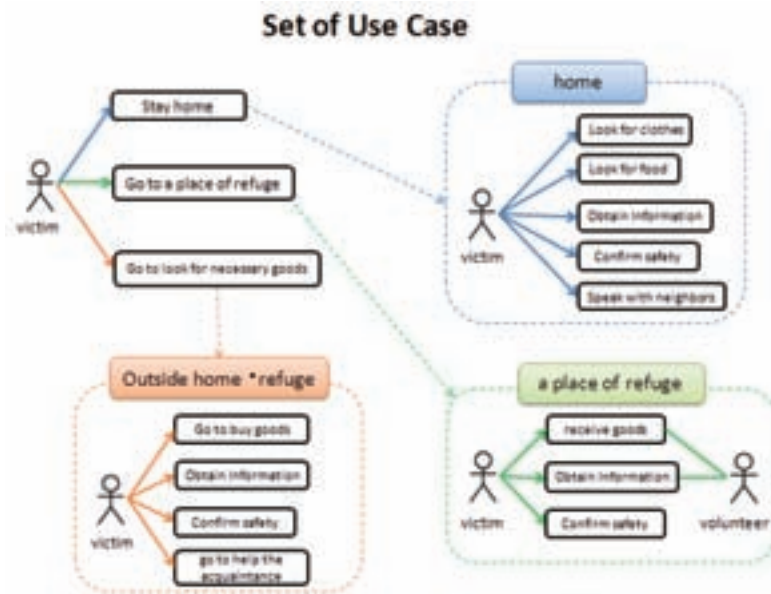 Set of Use Case
home
Stay home
Look for clothes
Look for food
Go to a place of refuge
victim
Obtain information
victim
Confirm safety
Go to look for necessary goods
Speak with neighbors
Outside home・refuge
a place of refuge
Go to buy goods
receive goods
Obtain information
Obtain information
victim
Confirm safety
victim
Confirm safety
volunteer
go to help the
acquaintance